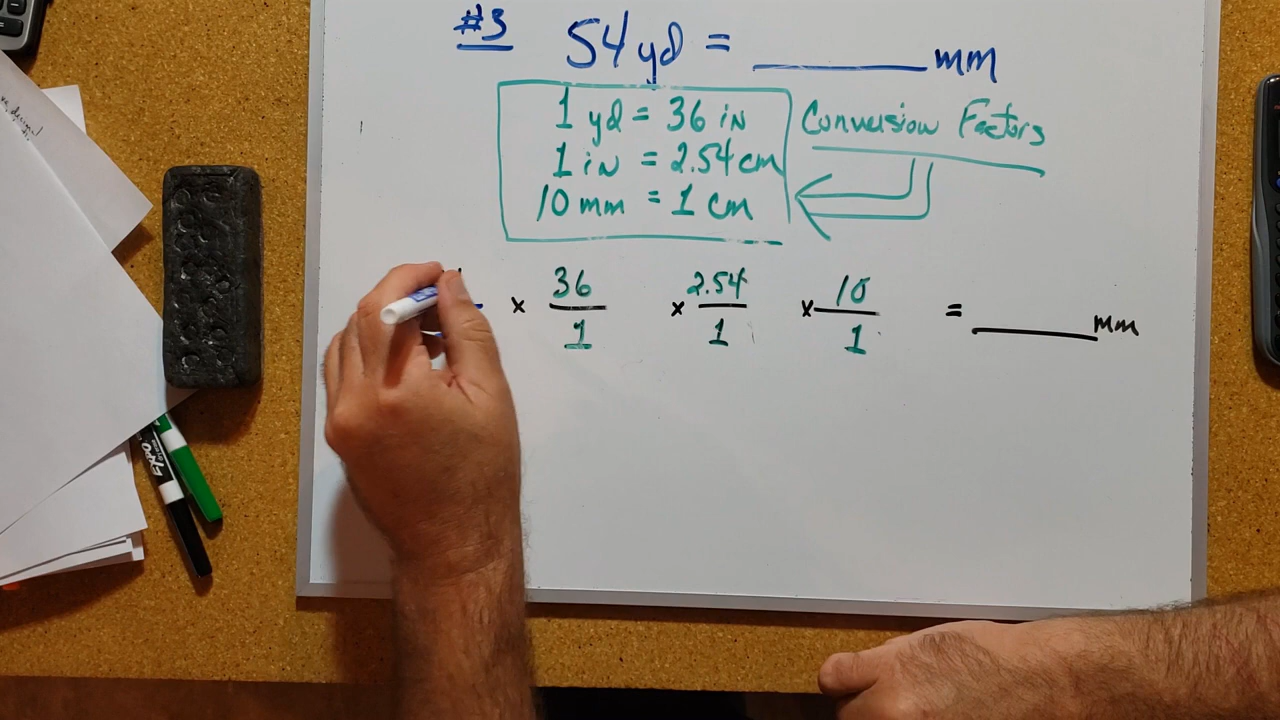 #3 54 yd = ______ mm
1 yd = 36 in
1 in = 2.54 cm
10 mm = 1 cm
Conversion Factors
x 36/1 x 2.54/1 x 10/1 = ______ mm
EXPO